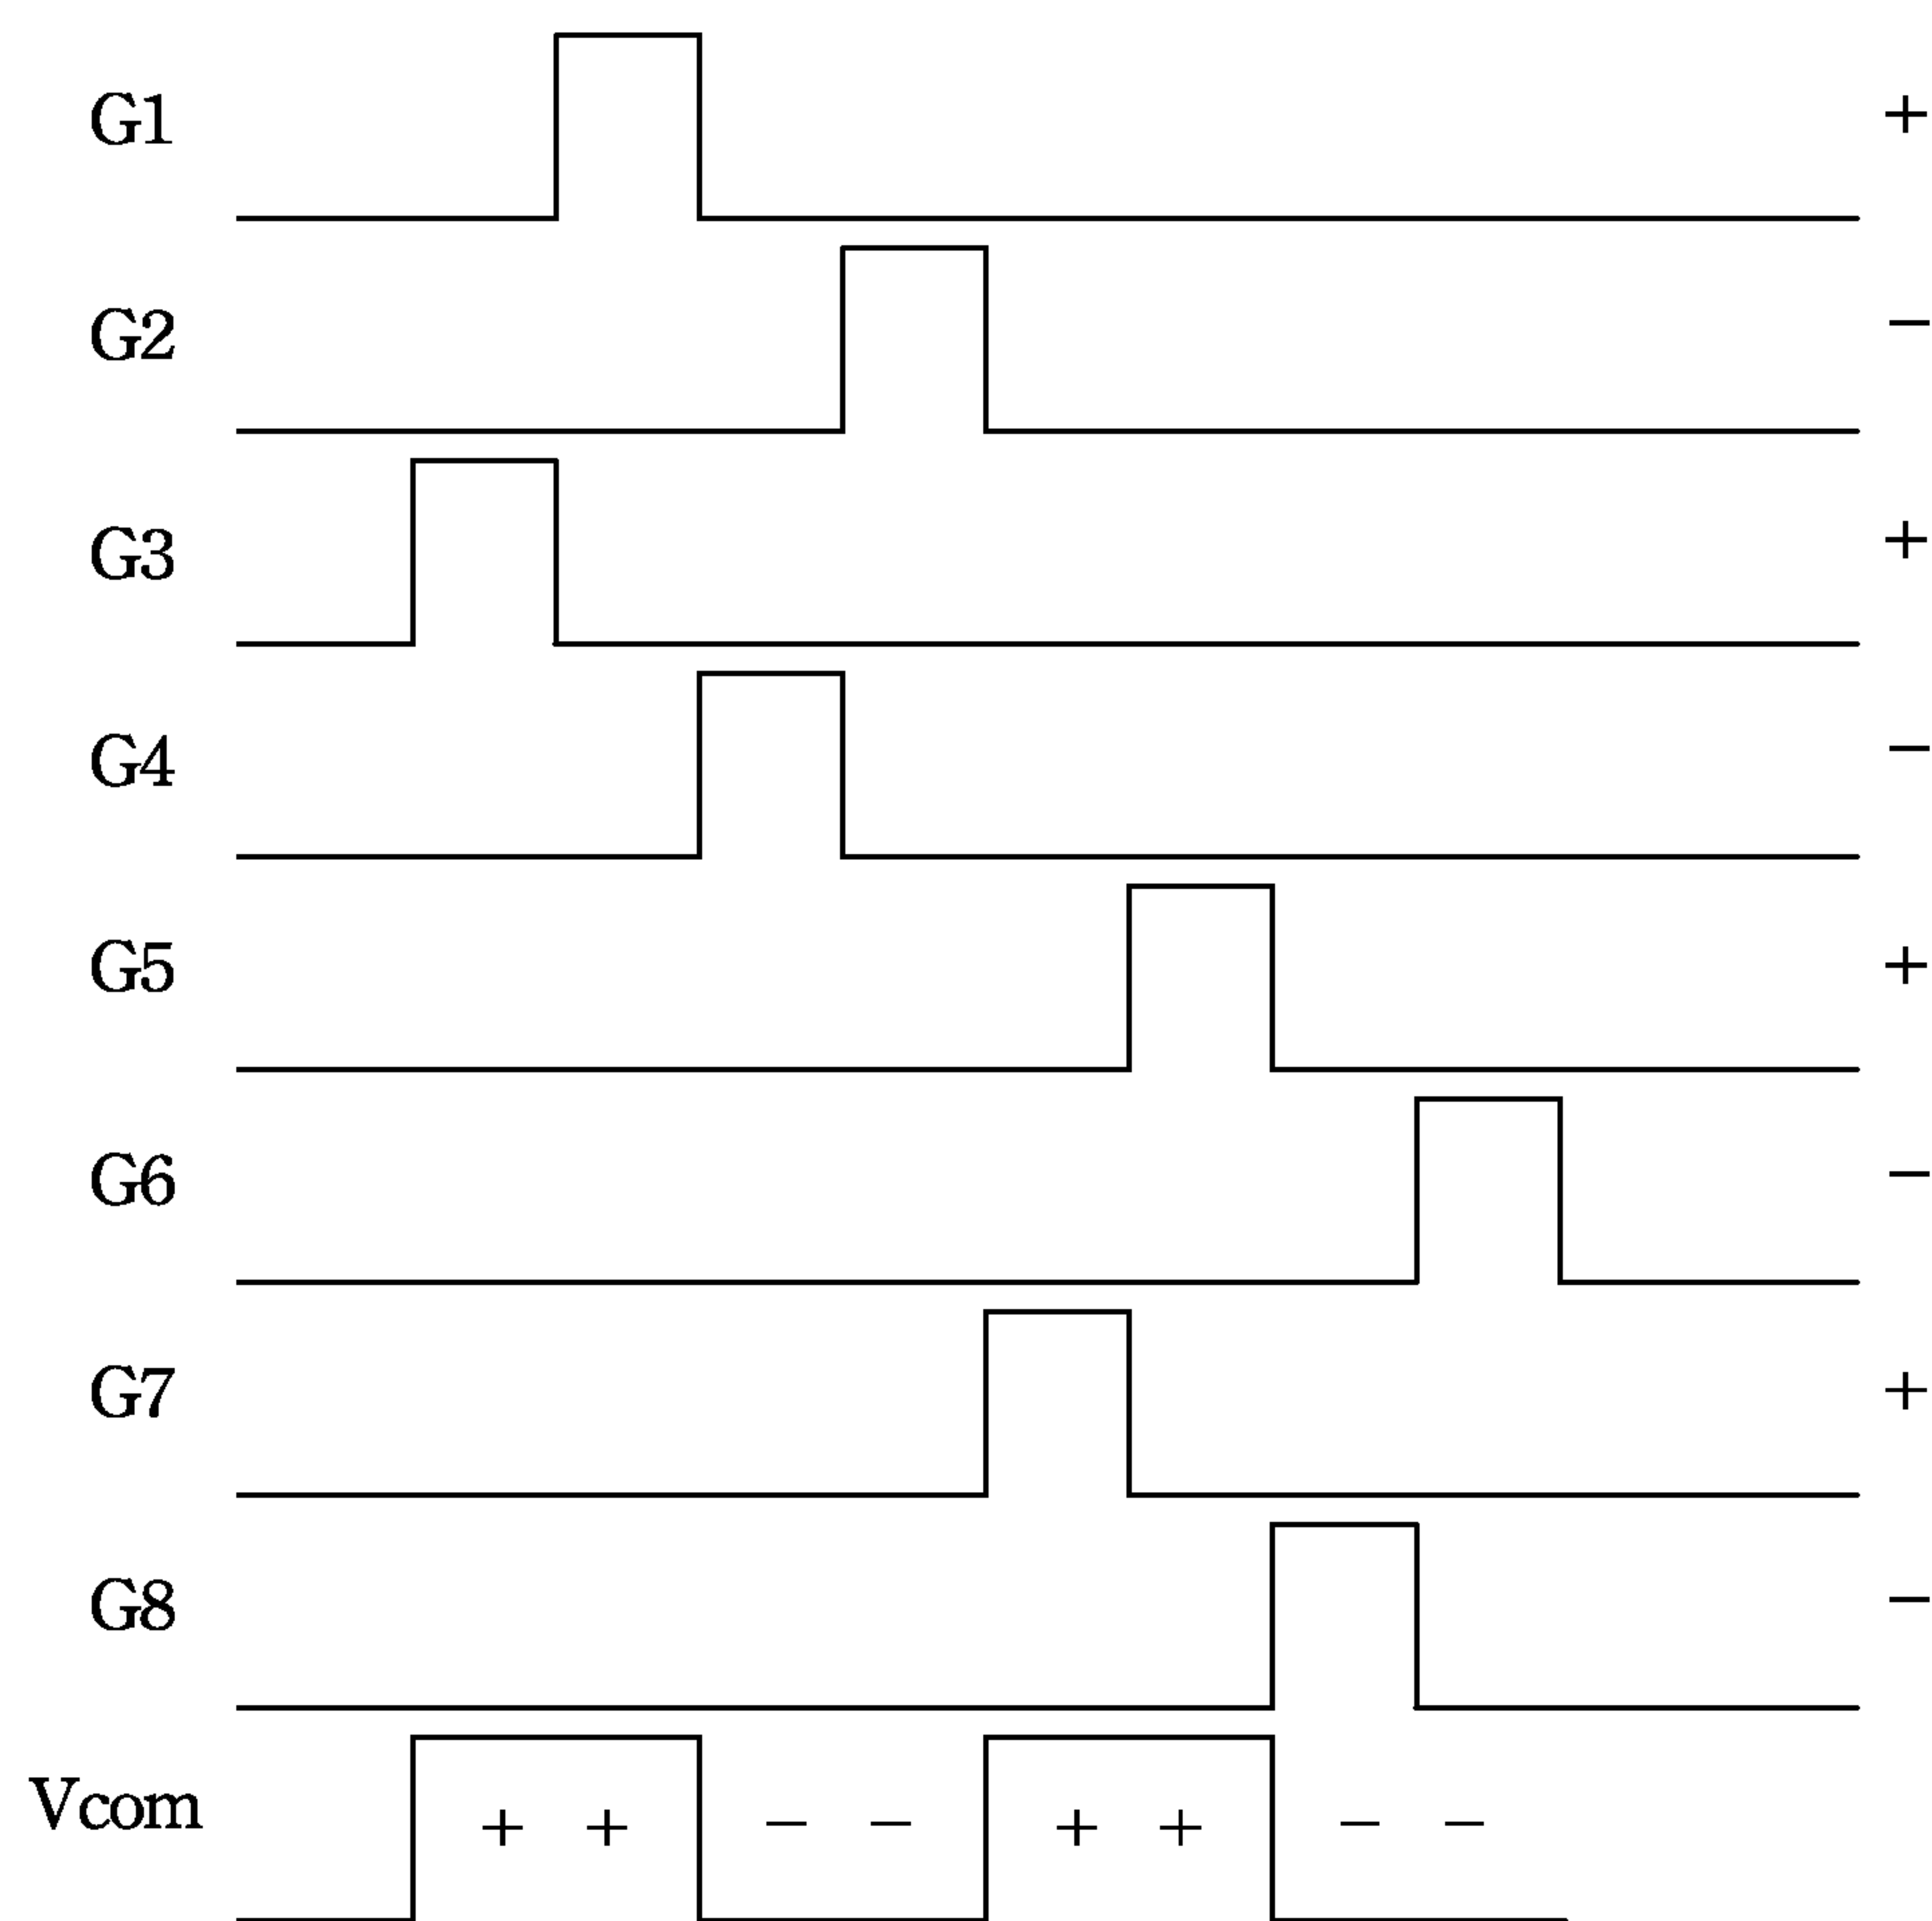 G1 +
G2 −
G3 +
G4 −
G5 +
G6 −
G7 +
G8 −
Vcom + + − − + + − −